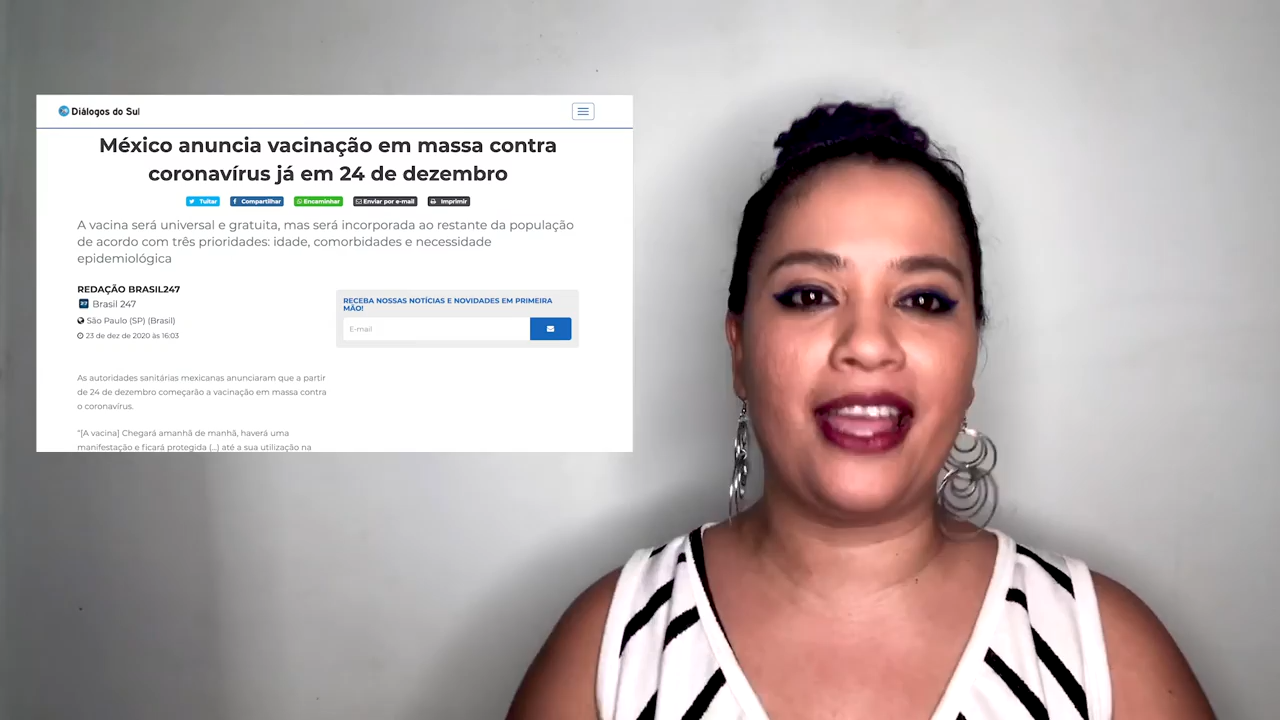 Diálogos do Sul
México anuncia vacinação em massa contra
coronavírus já em 24 de dezembro
Tuitar Compartilhar Encaminhar Enviar por e-mail Imprimir
A vacina será universal e gratuita, mas será incorporada ao restante da população
de acordo com três prioridades: idade, comorbidades e necessidade
epidemiológica
REDAÇÃO BRASIL247
247 Brasil 247
São Paulo (SP) (Brasil)
23 de dez de 2020 às 16:03
RECEBA NOSSAS NOTÍCIAS E NOVIDADES EM PRIMEIRA
MÃO!
E-mail
As autoridades sanitárias mexicanas anunciaram que a partir
de 24 de dezembro começarão a vacinação em massa contra
o coronavírus.
“[A vacina] Chegará amanhã de manhã, haverá uma
manifestação e ficará protegida (...) até a sua utilização na